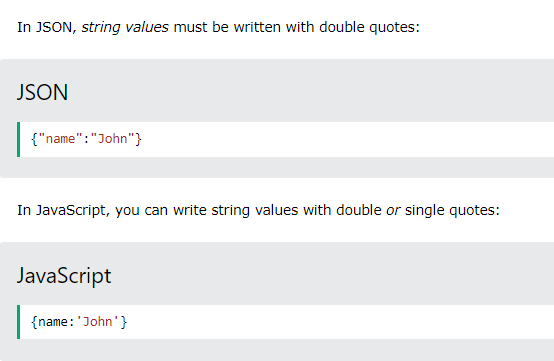 In JSON, string values must be written with double quotes:
JSON
{"name":"John"}
In JavaScript, you can write string values with double or single quotes:
JavaScript
{name:'John'}